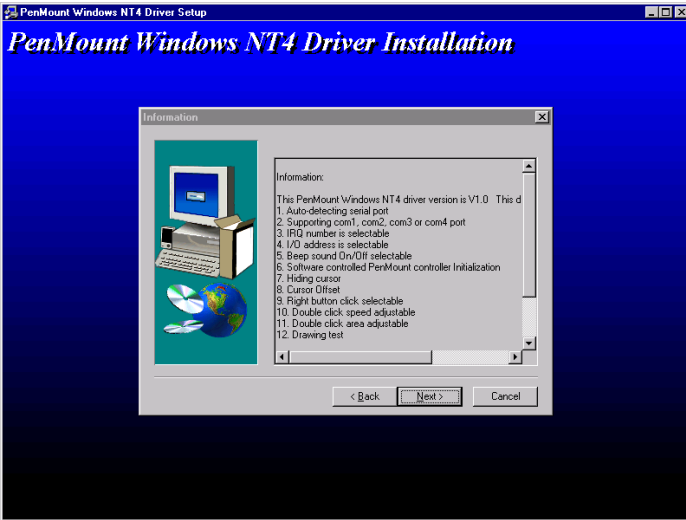 PenMount Windows NT4 Driver Setup
PenMount Windows NT4 Driver Installation
Information
Information:
This PenMount Windows NT4 driver version is V1.0 This d
1. Auto-detecting serial port
2. Supporting com1, com2, com3 or com4 port
3. IRQ number is selectable
4. I/O address is selectable
5. Beep sound On/Off selectable
6. Software controlled PenMount controller Initialization
7. Hiding cursor
8. Cursor Offset
9. Right button click selectable
10. Double click speed adjustable
11. Double click area adjustable
12. Drawing test
< Back Next > Cancel